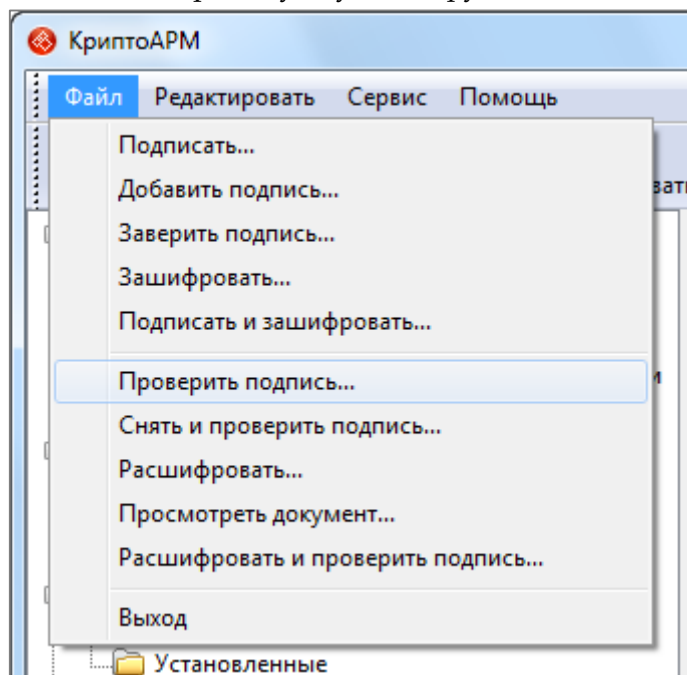 КриптоАРМ
Файл Редактировать Сервис Помощь
Подписать...
Добавить подпись...
Заверить подпись...
Зашифровать...
Подписать и зашифровать...
Проверить подпись...
Снять и проверить подпись...
Расшифровать...
Просмотреть документ...
Расшифровать и проверить подпись...
Выход
Установленные